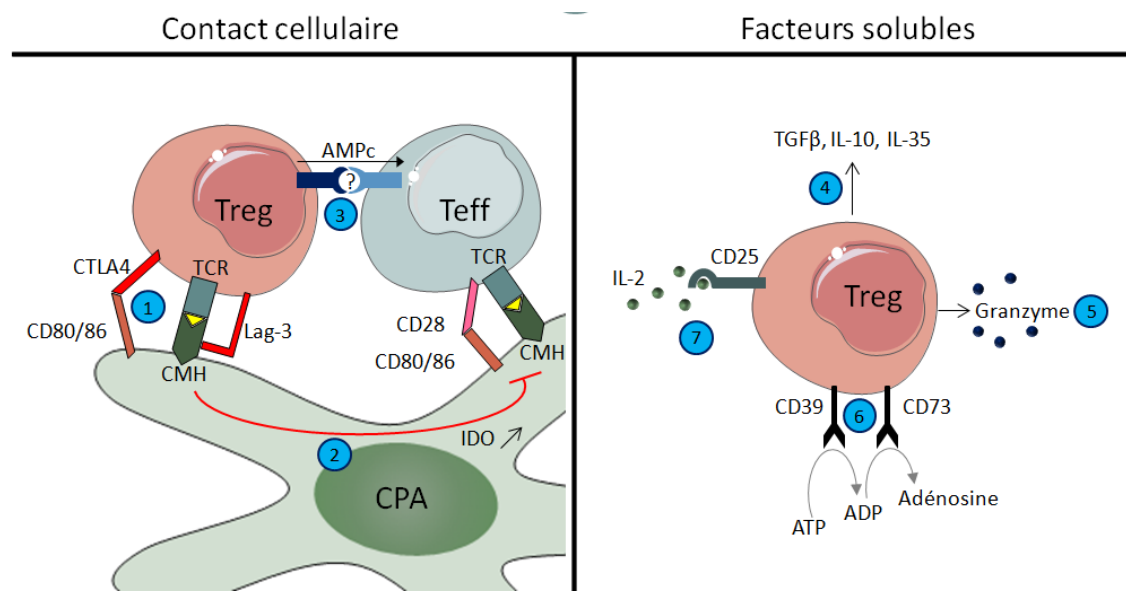 Contact cellulaire
Facteurs solubles
AMPc
?
Treg
Teff
3
CTLA4
TCR
TCR
1
CD80/86
Lag-3
CD28
CD80/86
CMH
CMH
IDO
2
CPA
TGFβ, IL-10, IL-35
4
CD25
IL-2
Treg
Granzyme
5
7
CD39
6
CD73
ATP
ADP
Adénosine